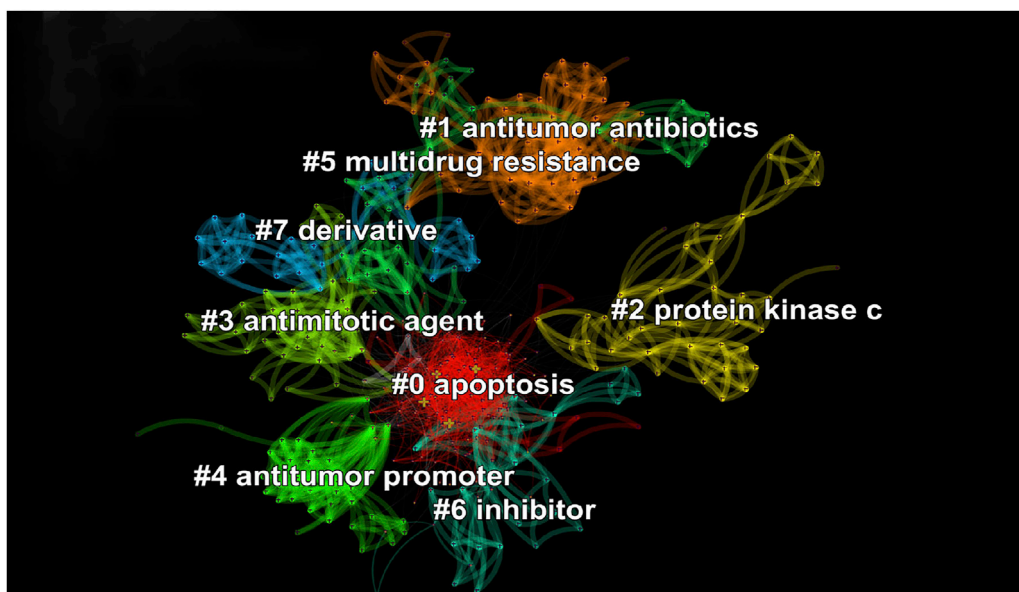 #1 antitumor antibiotics
#5 multidrug resistance
#7 derivative
#2 protein kinase c
#3 antimitotic agent
#0 apoptosis
#4 antitumor promoter
#6 inhibitor